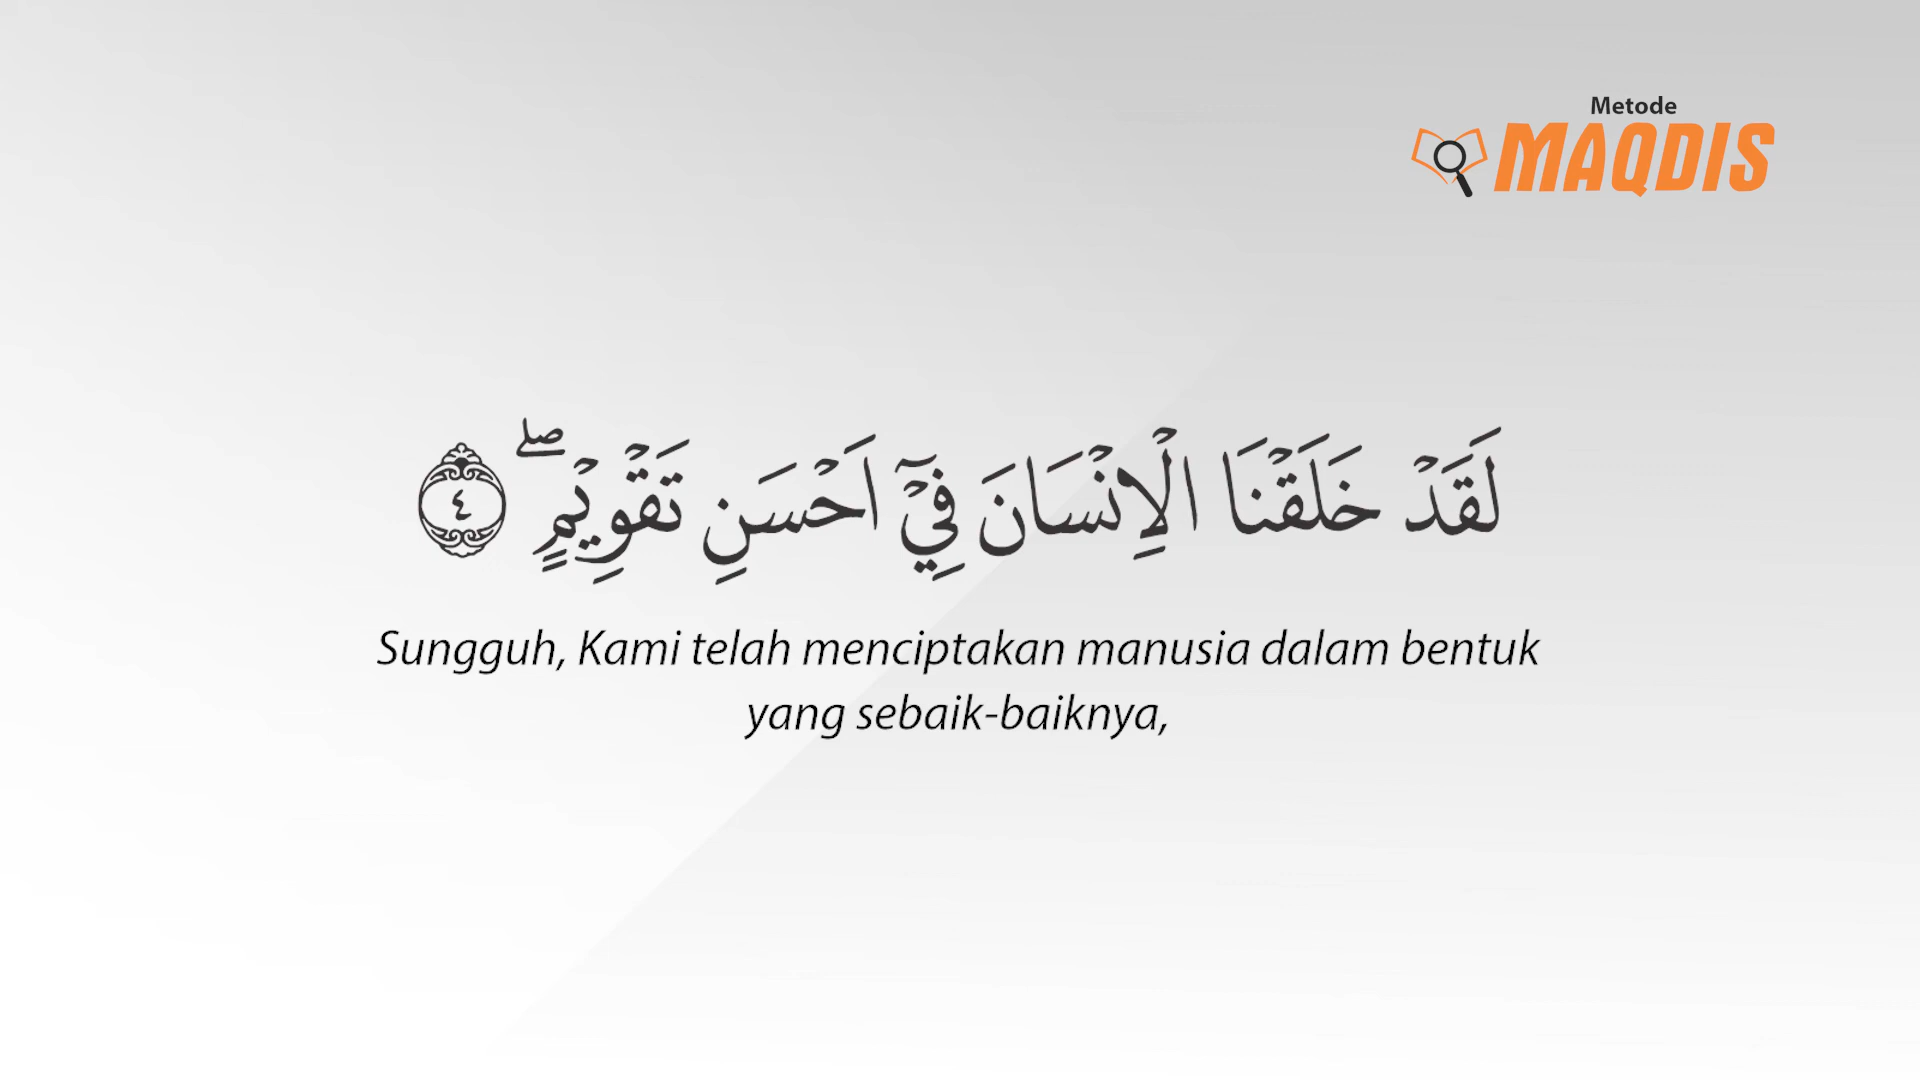 Metode
MAQDIS
لَقَدْ خَلَقْنَا الْاِنْسَانَ فِيْٓ اَحْسَنِ تَقْوِيْمٍۖ ٤
Sungguh, Kami telah menciptakan manusia dalam bentuk
yang sebaik-baiknya,